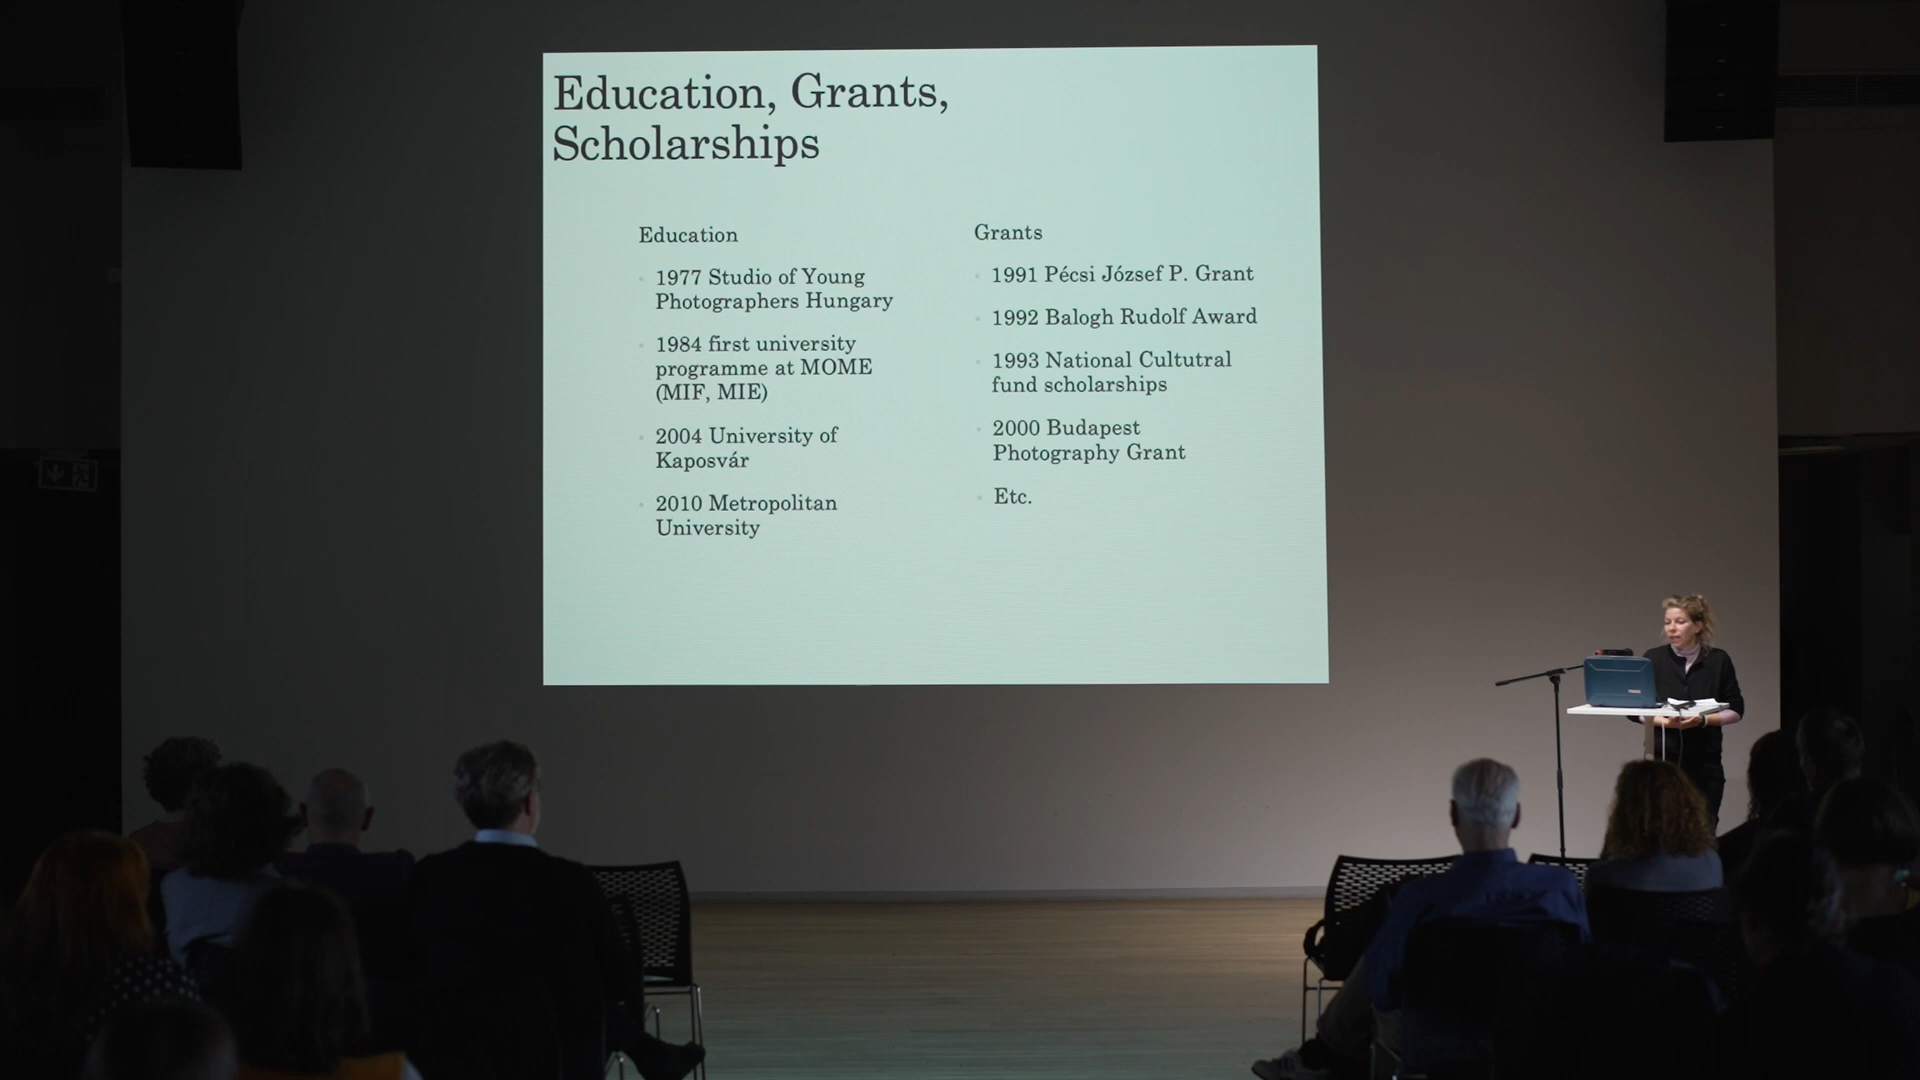 Education, Grants,
Scholarships
Education
1977 Studio of Young
Photographers Hungary
1984 first university
programme at MOME
(MIF, MIE)
2004 University of
Kaposvár
2010 Metropolitan
University
Grants
1991 Pécsi József P. Grant
1992 Balogh Rudolf Award
1993 National Cultutral
fund scholarships
2000 Budapest
Photography Grant
Etc.